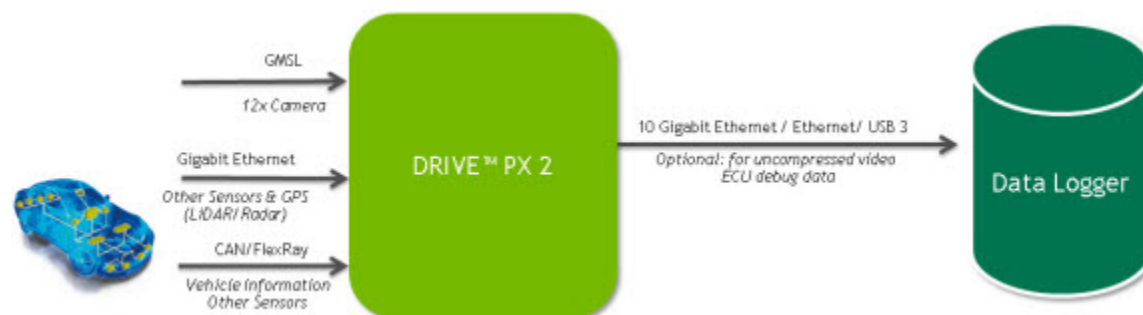 GMSL
12x Camera
Gigabit Ethernet
Other Sensors & GPS
(LiDAR/Radar)
CAN/FlexRay
Vehicle information
Other Sensors
DRIVE™ PX 2
10 Gigabit Ethernet / Ethernet/ USB 3
Optional: for uncompressed video
ECU debug data
Data Logger